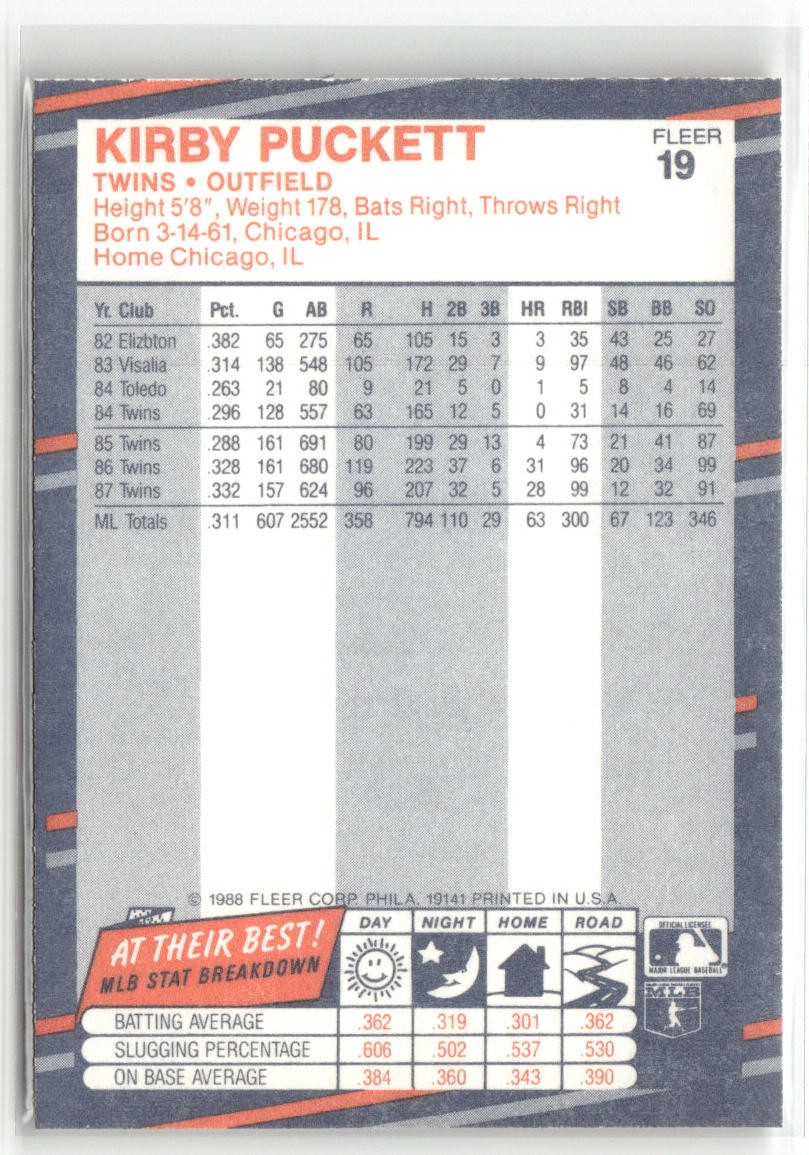 KIRBY PUCKETT
FLEER
19
TWINS • OUTFIELD
Height 5'8", Weight 178, Bats Right, Throws Right
Born 3-14-61, Chicago, IL
Home Chicago, IL
Yr. Club Pct. G AB R H 2B 3B HR RBI SB BB SO
82 Elizbton .382 65 275 65 105 15 3 3 35 43 25 27
83 Visalia .314 138 548 105 172 29 7 9 97 48 46 62
84 Toledo .263 21 80 9 21 5 0 1 5 8 4 14
84 Twins .296 128 557 63 165 12 5 0 31 14 16 69
85 Twins .288 161 691 80 199 29 13 4 73 21 41 87
86 Twins .328 161 680 119 223 37 6 31 96 20 34 99
87 Twins .332 157 624 96 207 32 5 28 99 12 32 91
ML Totals .311 607 2552 358 794 110 29 63 300 67 123 346
© 1988 FLEER CORP. PHILA. 19141 PRINTED IN U.S.A.
AT THEIR BEST!
MLB STAT BREAKDOWN
DAY NIGHT HOME ROAD
BATTING AVERAGE .362 .319 .301 .362
SLUGGING PERCENTAGE .606 .502 .537 .530
ON BASE AVERAGE .384 .360 .343 .390
OFFICIAL LICENSEE
MAJOR LEAGUE BASEBALL
MLB